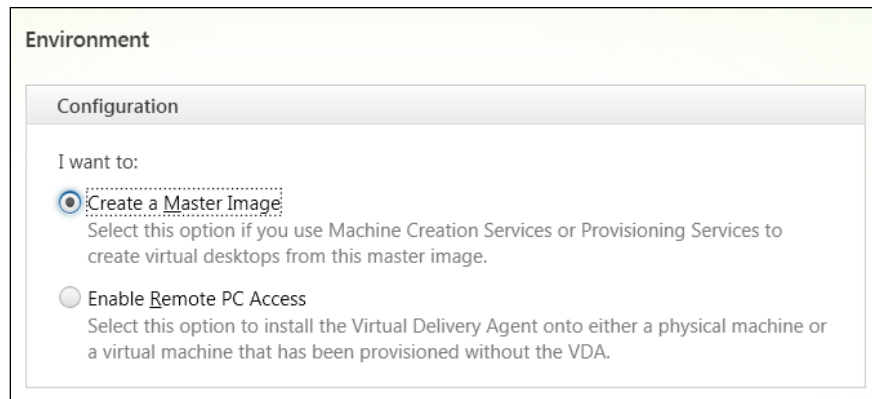 Environment
Configuration
I want to:
Create a Master Image
Select this option if you use Machine Creation Services or Provisioning Services to
create virtual desktops from this master image.
Enable Remote PC Access
Select this option to install the Virtual Delivery Agent onto either a physical machine or
a virtual machine that has been provisioned without the VDA.